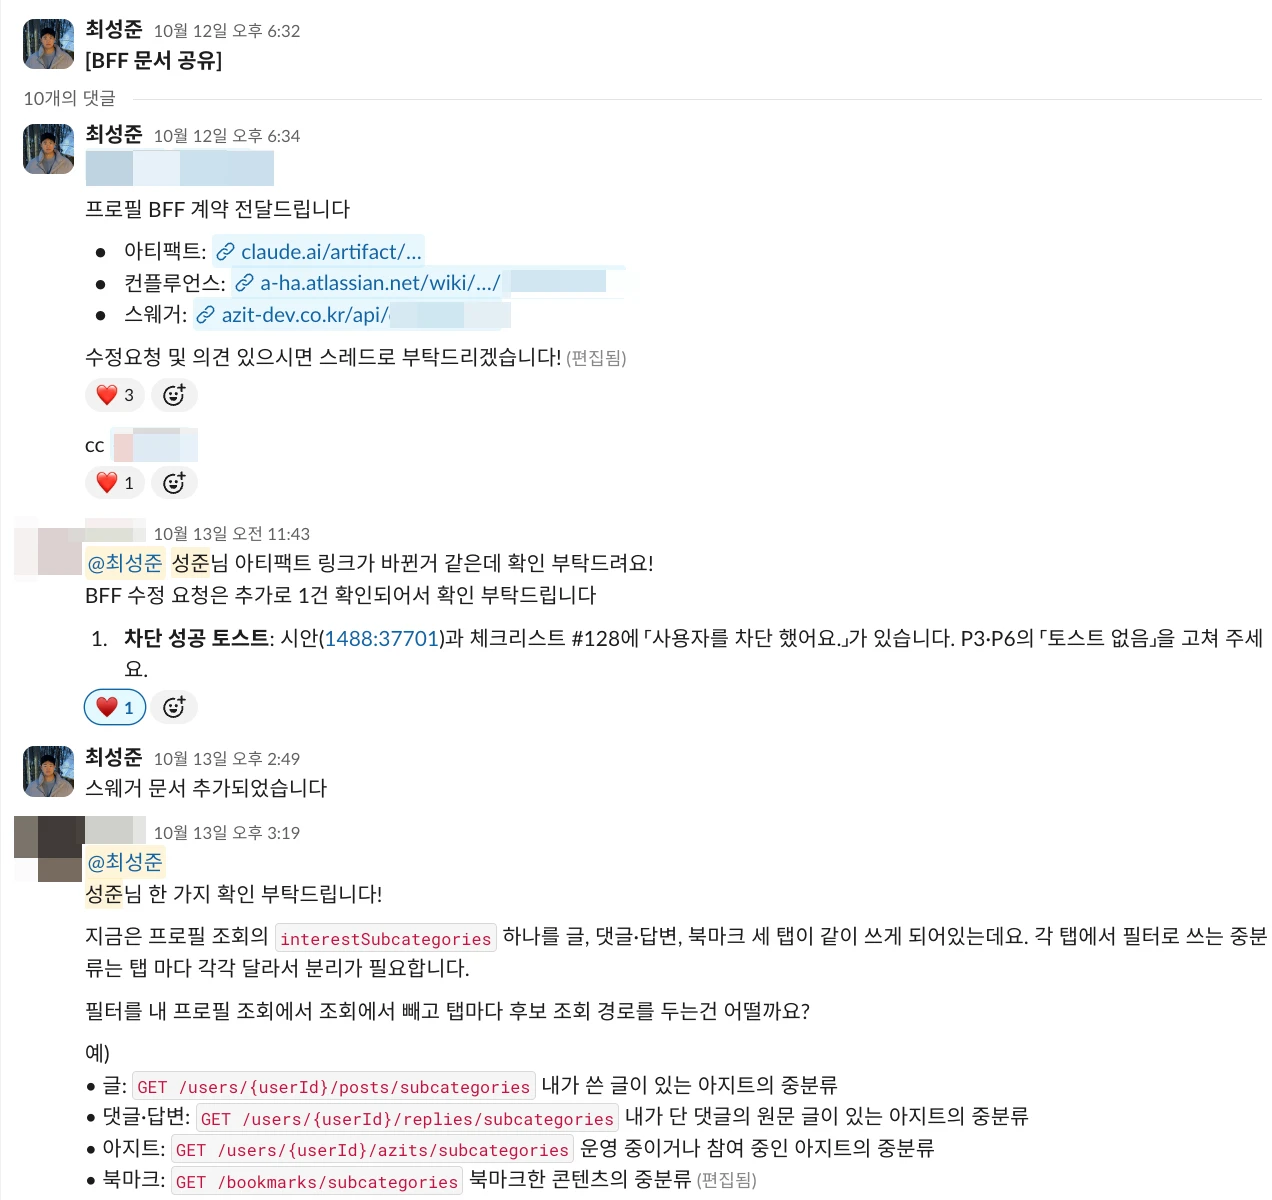 최성준 10월 12일 오후 6:32
[BFF 문서 공유]
10개의 댓글
최성준 10월 12일 오후 6:34
프로필 BFF 계약 전달드립니다
● 아티팩트: claude.ai/artifact/...
● 컨플루언스: a-ha.atlassian.net/wiki/.../
● 스웨거: azit-dev.co.kr/api/
수정요청 및 의견 있으시면 스레드로 부탁드리겠습니다! (편집됨)
3
cc
1
10월 13일 오전 11:43
@최성준 성준님 아티팩트 링크가 바뀐거 같은데 확인 부탁드려요!
BFF 수정 요청은 추가로 1건 확인되어서 확인 부탁드립니다
1. 차단 성공 토스트: 시안(1488:37701)과 체크리스트 #128에 「사용자를 차단 했어요.」가 있습니다. P3·P6의 「토스트 없음」을 고쳐 주세
요.
1
최성준 10월 13일 오후 2:49
스웨거 문서 추가되었습니다
10월 13일 오후 3:19
@최성준
성준님 한 가지 확인 부탁드립니다!
지금은 프로필 조회의 interestSubcategories 하나를 글, 댓글·답변, 북마크 세 탭이 같이 쓰게 되어있는데요. 각 탭에서 필터로 쓰는 중분
류는 탭 마다 각각 달라서 분리가 필요합니다.
필터를 내 프로필 조회에서 조회에서 빼고 탭마다 후보 조회 경로를 두는건 어떨까요?
예)
• 글: GET /users/{userId}/posts/subcategories 내가 쓴 글이 있는 아지트의 중분류
• 댓글·답변: GET /users/{userId}/replies/subcategories 내가 단 댓글의 원문 글이 있는 아지트의 중분류
• 아지트: GET /users/{userId}/azits/subcategories 운영 중이거나 참여 중인 아지트의 중분류
• 북마크: GET /bookmarks/subcategories 북마크한 콘텐츠의 중분류 (편집됨)